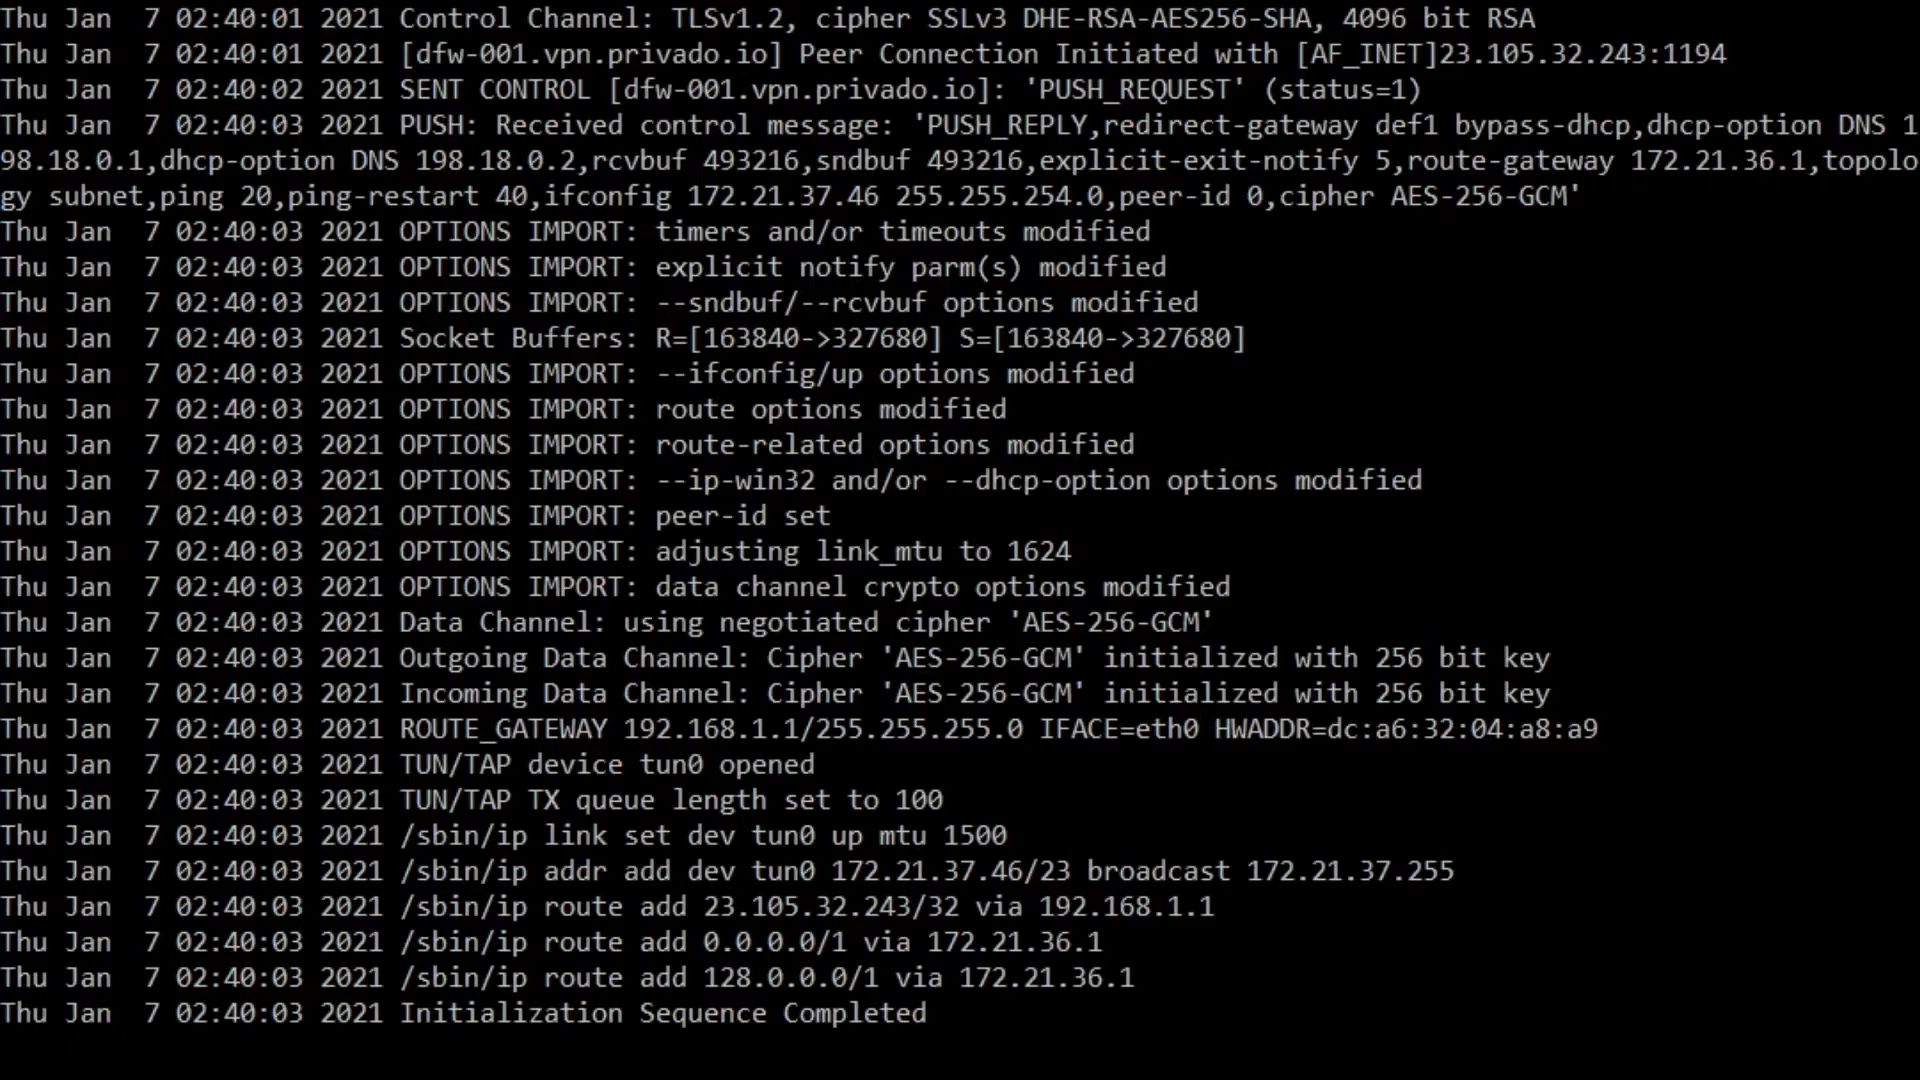 Thu Jan  7 02:40:01 2021 Control Channel: TLSv1.2, cipher SSLv3 DHE-RSA-AES256-SHA, 4096 bit RSA
Thu Jan  7 02:40:01 2021 [dfw-001.vpn.privado.io] Peer Connection Initiated with [AF_INET]23.105.32.243:1194
Thu Jan  7 02:40:02 2021 SENT CONTROL [dfw-001.vpn.privado.io]: 'PUSH_REQUEST' (status=1)
Thu Jan  7 02:40:03 2021 PUSH: Received control message: 'PUSH_REPLY,redirect-gateway def1 bypass-dhcp,dhcp-option DNS 1
98.18.0.1,dhcp-option DNS 198.18.0.2,rcvbuf 493216,sndbuf 493216,explicit-exit-notify 5,route-gateway 172.21.36.1,topolo
gy subnet,ping 20,ping-restart 40,ifconfig 172.21.37.46 255.255.254.0,peer-id 0,cipher AES-256-GCM'
Thu Jan  7 02:40:03 2021 OPTIONS IMPORT: timers and/or timeouts modified
Thu Jan  7 02:40:03 2021 OPTIONS IMPORT: explicit notify parm(s) modified
Thu Jan  7 02:40:03 2021 OPTIONS IMPORT: --sndbuf/--rcvbuf options modified
Thu Jan  7 02:40:03 2021 Socket Buffers: R=[163840->327680] S=[163840->327680]
Thu Jan  7 02:40:03 2021 OPTIONS IMPORT: --ifconfig/up options modified
Thu Jan  7 02:40:03 2021 OPTIONS IMPORT: route options modified
Thu Jan  7 02:40:03 2021 OPTIONS IMPORT: route-related options modified
Thu Jan  7 02:40:03 2021 OPTIONS IMPORT: --ip-win32 and/or --dhcp-option options modified
Thu Jan  7 02:40:03 2021 OPTIONS IMPORT: peer-id set
Thu Jan  7 02:40:03 2021 OPTIONS IMPORT: adjusting link_mtu to 1624
Thu Jan  7 02:40:03 2021 OPTIONS IMPORT: data channel crypto options modified
Thu Jan  7 02:40:03 2021 Data Channel: using negotiated cipher 'AES-256-GCM'
Thu Jan  7 02:40:03 2021 Outgoing Data Channel: Cipher 'AES-256-GCM' initialized with 256 bit key
Thu Jan  7 02:40:03 2021 Incoming Data Channel: Cipher 'AES-256-GCM' initialized with 256 bit key
Thu Jan  7 02:40:03 2021 ROUTE_GATEWAY 192.168.1.1/255.255.255.0 IFACE=eth0 HWADDR=dc:a6:32:04:a8:a9
Thu Jan  7 02:40:03 2021 TUN/TAP device tun0 opened
Thu Jan  7 02:40:03 2021 TUN/TAP TX queue length set to 100
Thu Jan  7 02:40:03 2021 /sbin/ip link set dev tun0 up mtu 1500
Thu Jan  7 02:40:03 2021 /sbin/ip addr add dev tun0 172.21.37.46/23 broadcast 172.21.37.255
Thu Jan  7 02:40:03 2021 /sbin/ip route add 23.105.32.243/32 via 192.168.1.1
Thu Jan  7 02:40:03 2021 /sbin/ip route add 0.0.0.0/1 via 172.21.36.1
Thu Jan  7 02:40:03 2021 /sbin/ip route add 128.0.0.0/1 via 172.21.36.1
Thu Jan  7 02:40:03 2021 Initialization Sequence Completed